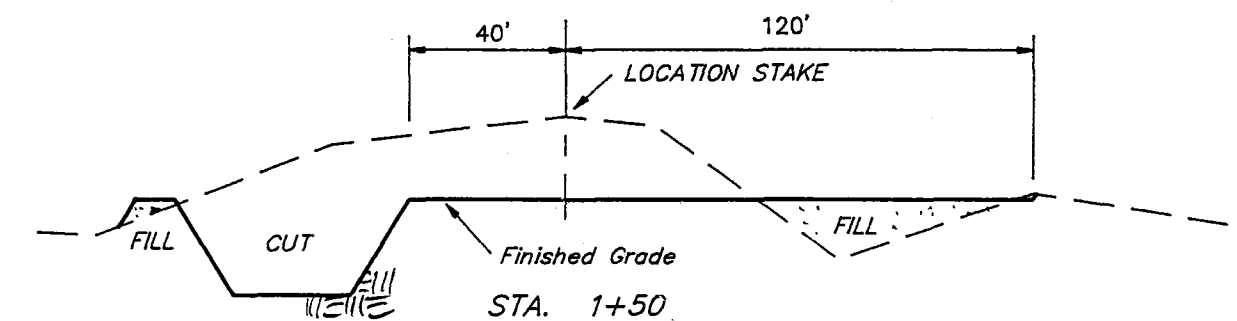 40'
120'
LOCATION STAKE
FILL
CUT
FILL
Finished Grade
STA. 1+50